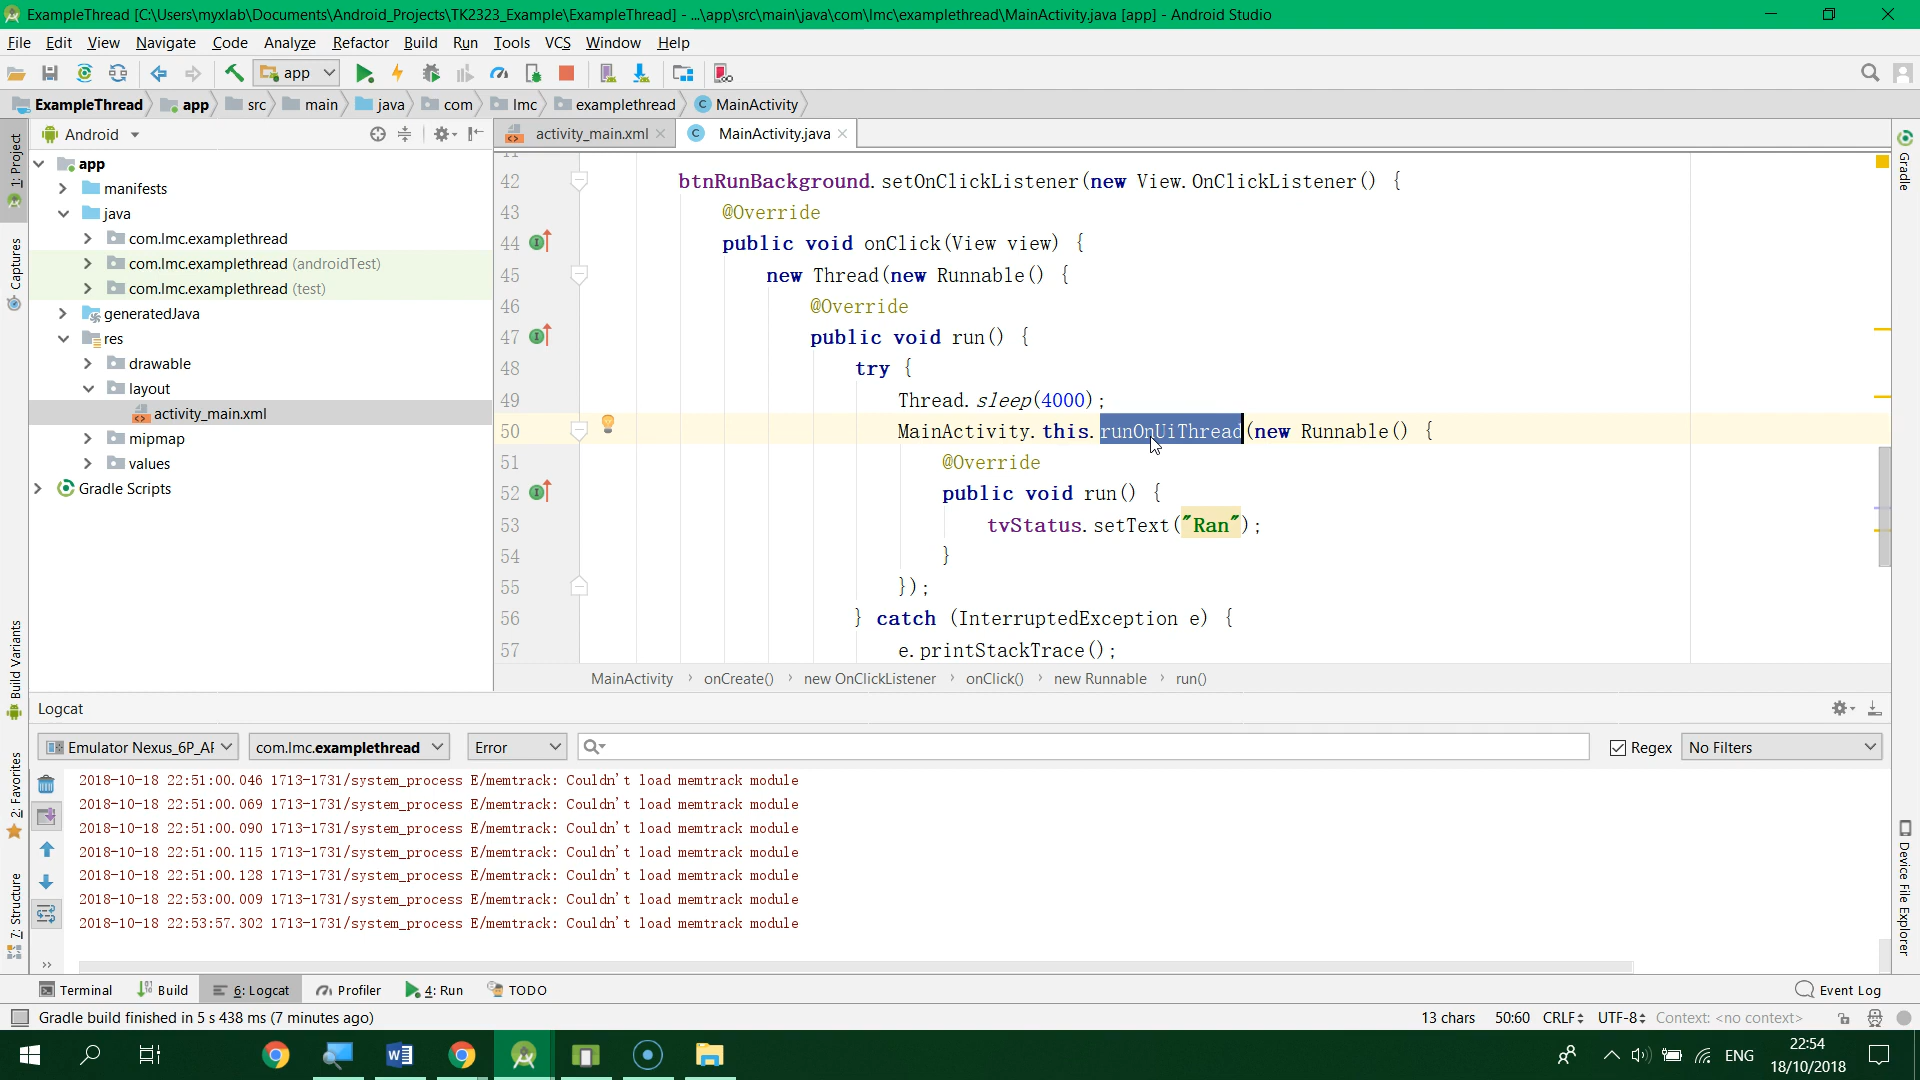 ExampleThread [C:\Users\myxlab\Documents\Android_Projects\TK2323_Example\ExampleThread] - ...\app\src\main\java\com\lmc\examplethread\MainActivity.java [app] - Android Studio
File Edit View Navigate Code Analyze Refactor Build Run Tools VCS Window Help
app
ExampleThread app src main java com lmc examplethread MainActivity
Android
activity_main.xml MainActivity.java
1: Project
Captures
Build Variants
2: Favorites
7: Structure
app
manifests
java
com.lmc.examplethread
com.lmc.examplethread (androidTest)
com.lmc.examplethread (test)
generatedJava
res
drawable
layout
activity_main.xml
mipmap
values
Gradle Scripts
42 btnRunBackground.setOnClickListener(new View.OnClickListener() {
43 @Override
44 public void onClick(View view) {
45 new Thread(new Runnable() {
46 @Override
47 public void run() {
48 try {
49 Thread.sleep(4000);
50 MainActivity.this.runOnUiThread(new Runnable() {
51 @Override
52 public void run() {
53 tvStatus.setText("Ran");
54 }
55 });
56 } catch (InterruptedException e) {
57 e.printStackTrace();
MainActivity › onCreate() › new OnClickListener › onClick() › new Runnable › run()
Gradle
Device File Explorer
Logcat
Emulator Nexus_6P_AP com.lmc.examplethread Error Regex No Filters
2018-10-18 22:51:00.046 1713-1731/system_process E/memtrack: Couldn't load memtrack module
2018-10-18 22:51:00.069 1713-1731/system_process E/memtrack: Couldn't load memtrack module
2018-10-18 22:51:00.090 1713-1731/system_process E/memtrack: Couldn't load memtrack module
2018-10-18 22:51:00.115 1713-1731/system_process E/memtrack: Couldn't load memtrack module
2018-10-18 22:51:00.128 1713-1731/system_process E/memtrack: Couldn't load memtrack module
2018-10-18 22:53:00.009 1713-1731/system_process E/memtrack: Couldn't load memtrack module
2018-10-18 22:53:57.302 1713-1731/system_process E/memtrack: Couldn't load memtrack module
Terminal Build 6: Logcat Profiler 4: Run TODO Event Log
Gradle build finished in 5 s 438 ms (7 minutes ago) 13 chars 50:60 CRLF UTF-8 Context: <no context>
ENG
22:54
18/10/2018